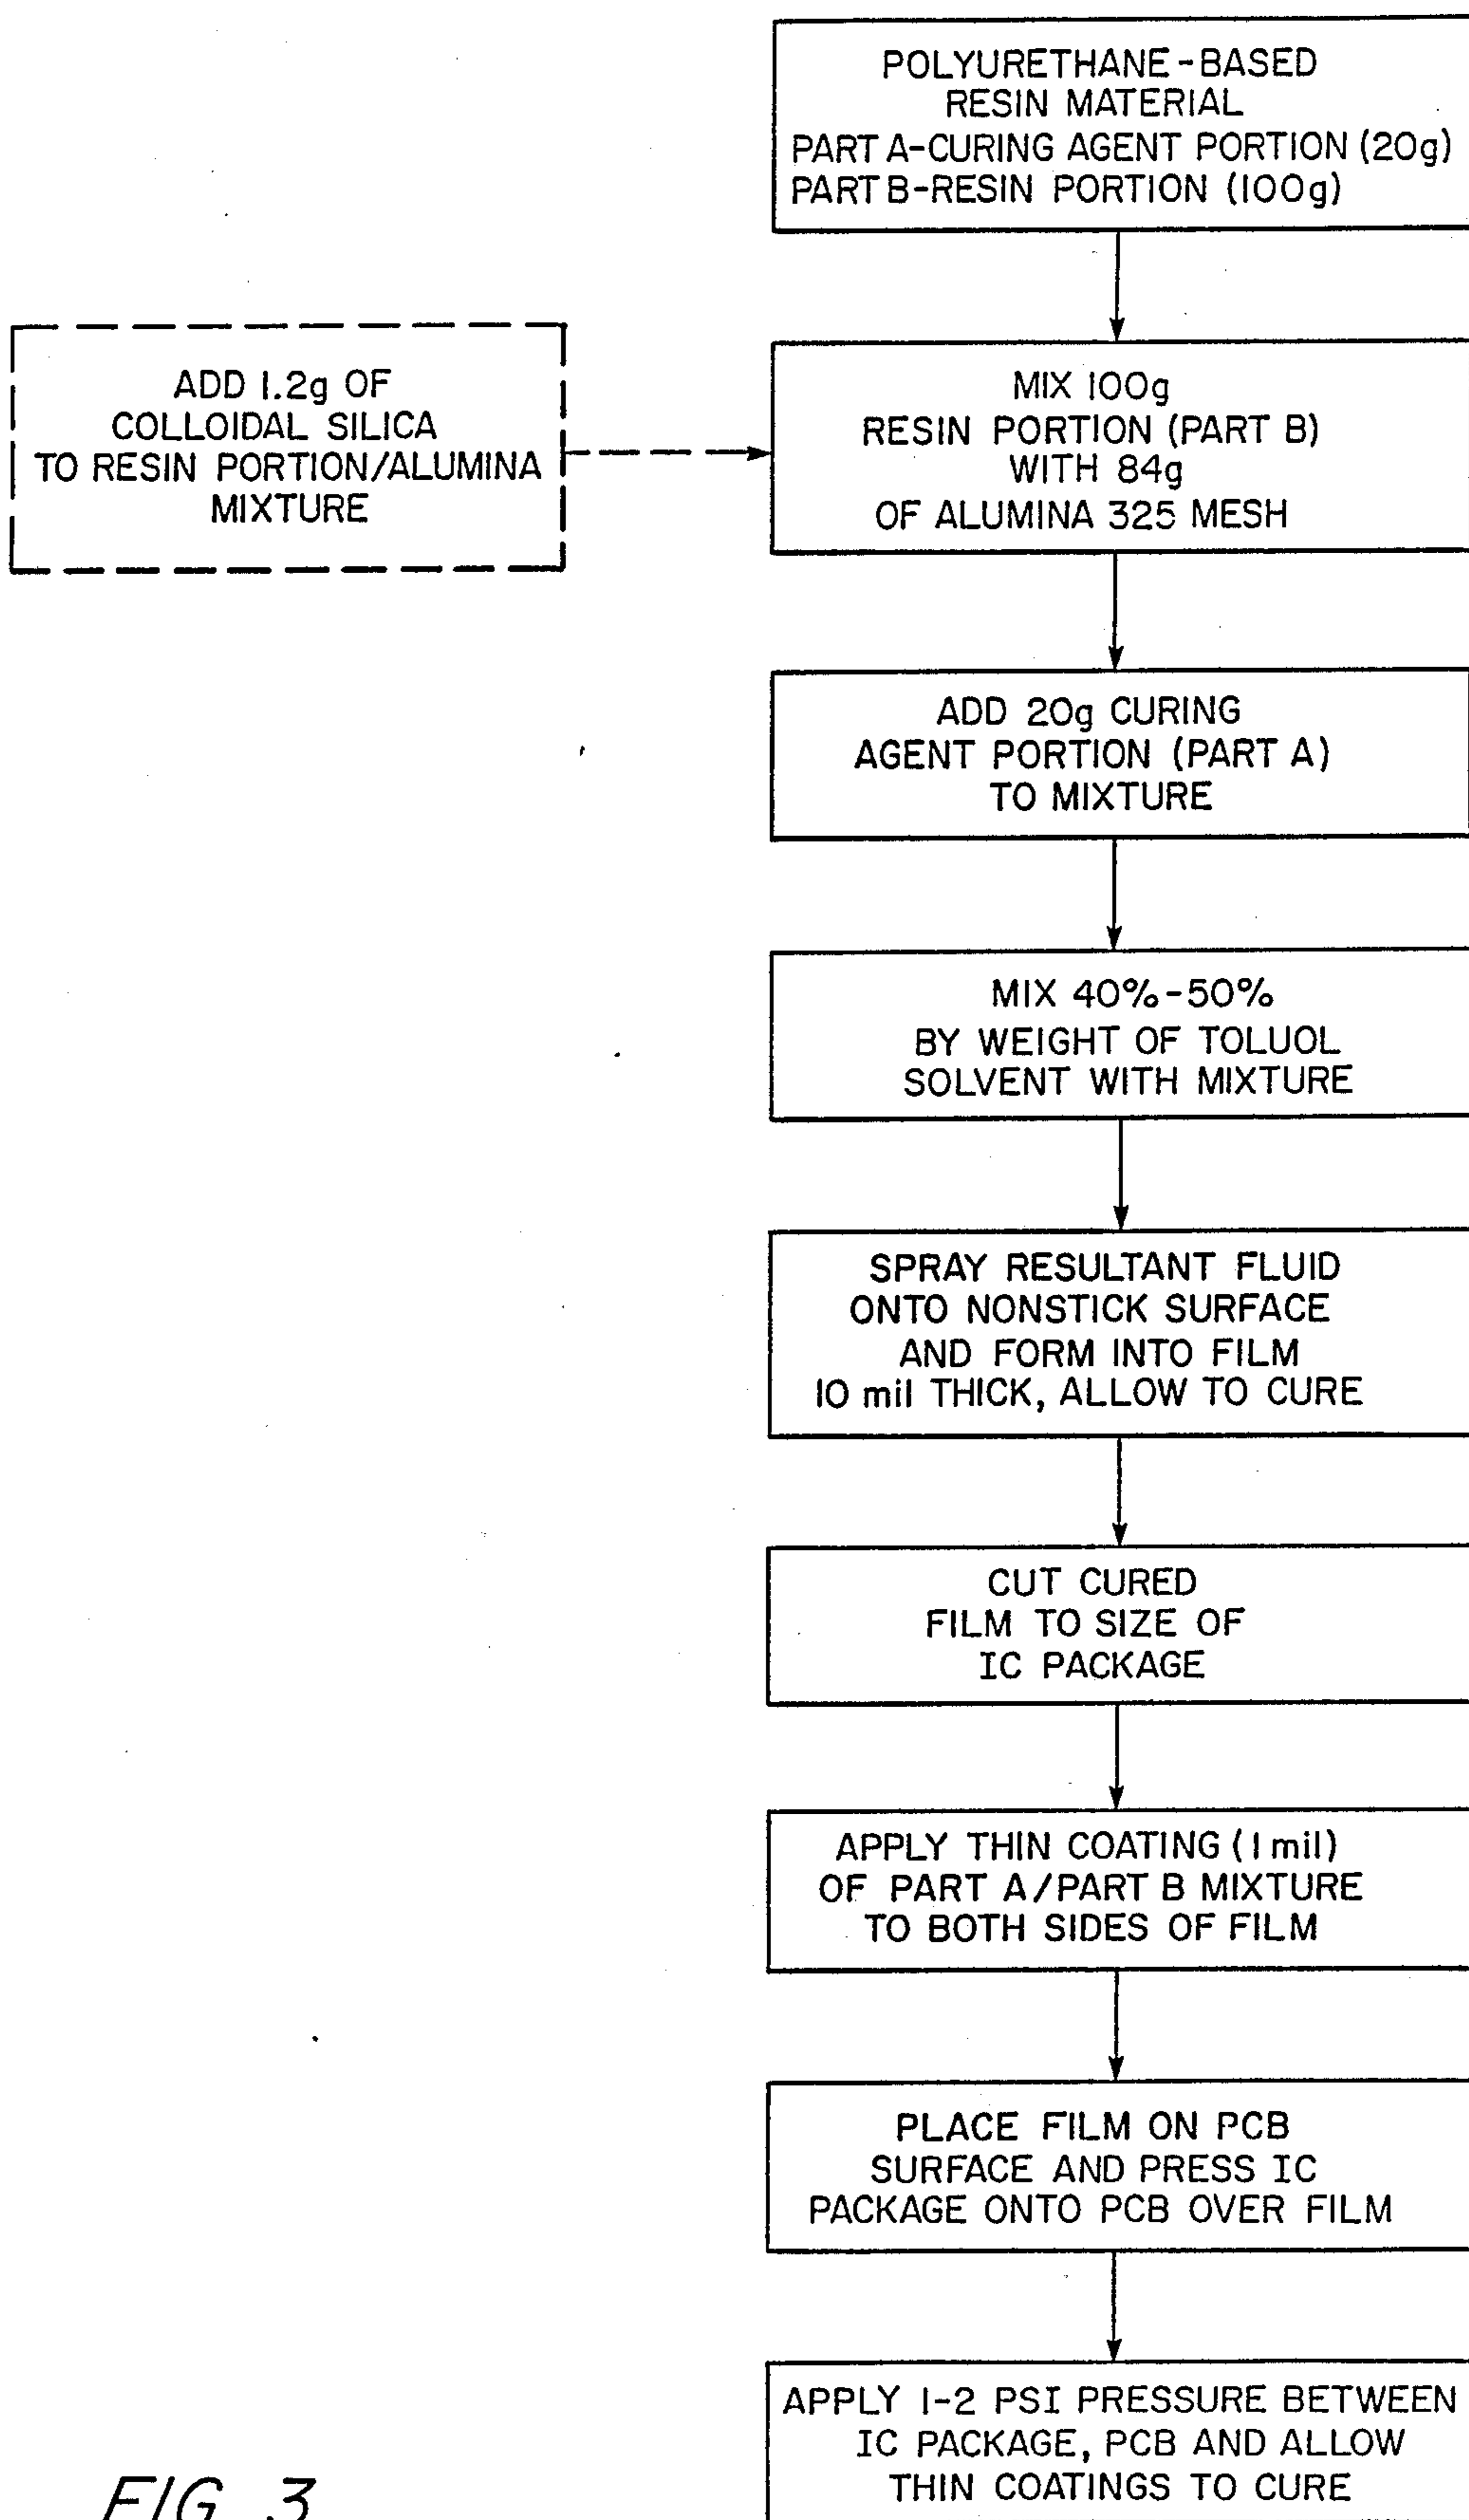 POLYURETHANE-BASED
RESIN MATERIAL
PART A-CURING AGENT PORTION (20g)
PART B-RESIN PORTION (100g)
ADD 1.2g OF
COLLOIDAL SILICA
TO RESIN PORTION/ALUMINA
MIXTURE
MIX 100g
RESIN PORTION (PART B)
WITH 84g
OF ALUMINA 325 MESH
ADD 20g CURING
AGENT PORTION (PART A)
TO MIXTURE
MIX 40%-50%
BY WEIGHT OF TOLUOL
SOLVENT WITH MIXTURE
SPRAY RESULTANT FLUID
ONTO NONSTICK SURFACE
AND FORM INTO FILM
10 mil THICK, ALLOW TO CURE
CUT CURED
FILM TO SIZE OF
IC PACKAGE
APPLY THIN COATING (1 mil)
OF PART A/PART B MIXTURE
TO BOTH SIDES OF FILM
PLACE FILM ON PCB
SURFACE AND PRESS IC
PACKAGE ONTO PCB OVER FILM
APPLY 1-2 PSI PRESSURE BETWEEN
IC PACKAGE, PCB AND ALLOW
THIN COATINGS TO CURE
FIG. 3